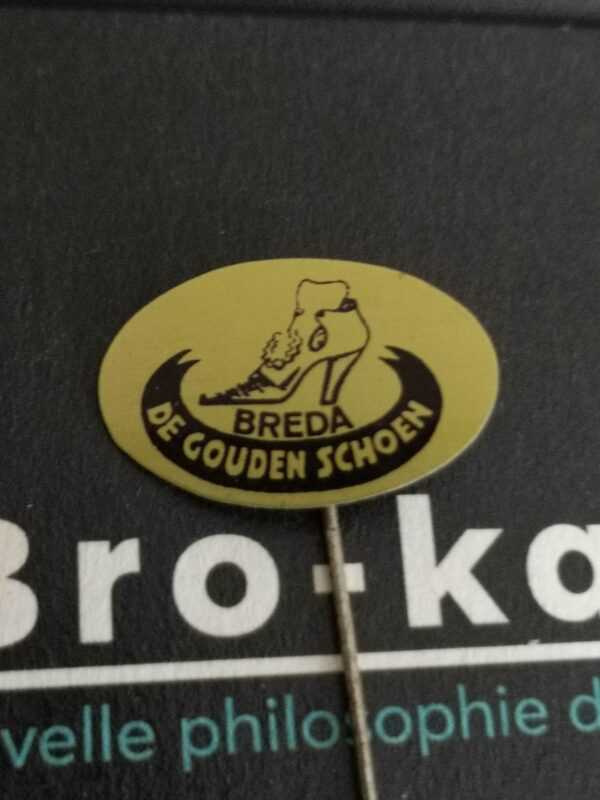 BREDA
DE GOUDEN SCHOEN
Bro-ka
velle philosophie d